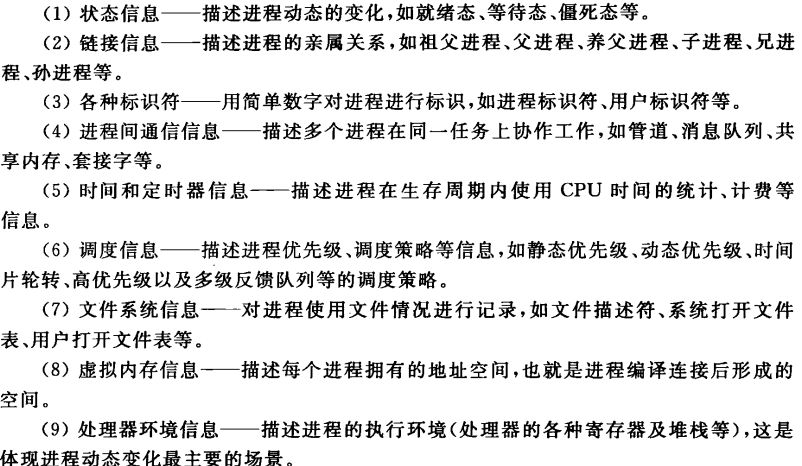 (1) 状态信息——描述进程动态的变化,如就绪态、等待态、僵死态等。
(2) 链接信息——描述进程的亲属关系,如祖父进程、父进程、养父进程、子进程、兄进
程、孙进程等。
(3) 各种标识符——用简单数字对进程进行标识,如进程标识符、用户标识符等。
(4) 进程间通信信息——描述多个进程在同一任务上协作工作,如管道、消息队列、共
享内存、套接字等。
(5) 时间和定时器信息——描述进程在生存周期内使用 CPU 时间的统计、计费等
信息。
(6) 调度信息——描述进程优先级、调度策略等信息,如静态优先级、动态优先级、时间
片轮转、高优先级以及多级反馈队列等的调度策略。
(7) 文件系统信息——对进程使用文件情况进行记录,如文件描述符、系统打开文件
表、用户打开文件表等。
(8) 虚拟内存信息——描述每个进程拥有的地址空间,也就是进程编译连接后形成的
空间。
(9) 处理器环境信息——描述进程的执行环境(处理器的各种寄存器及堆栈等),这是
体现进程动态变化最主要的场景。